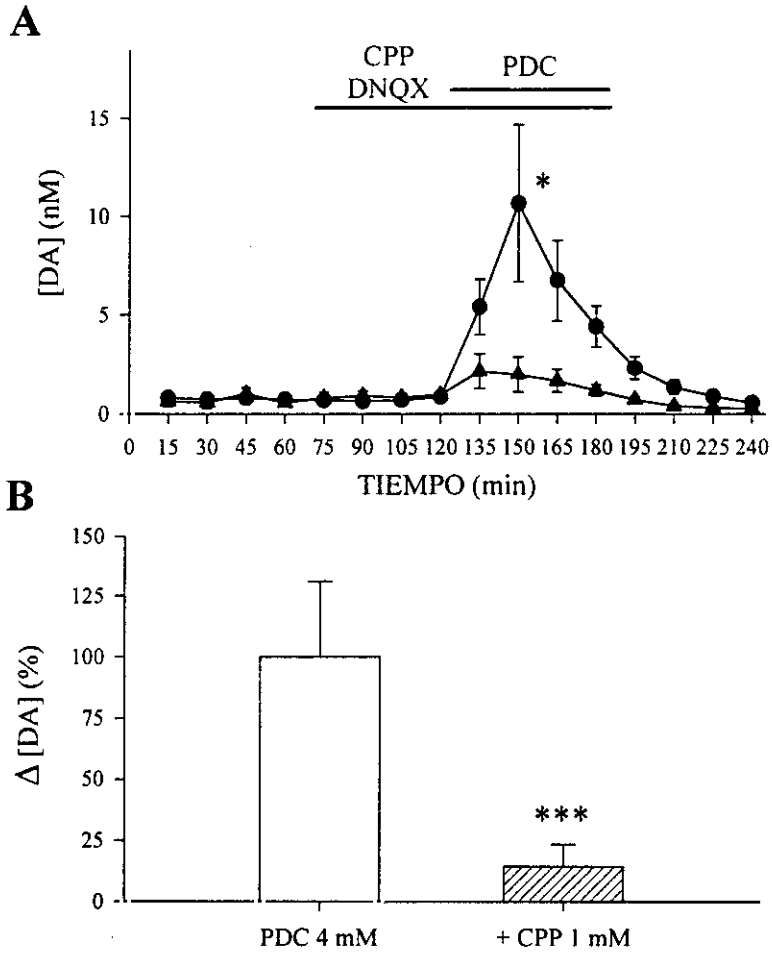 A
CPP
DNQX
PDC
15
10
5
0
[DA] (nM)
*
0 15 30 45 60 75 90 105 120 135 150 165 180 195 210 225 240
TIEMPO (min)
B
150
125
100
75
50
25
0
Δ [DA] (%)
***
PDC 4 mM
+ CPP 1 mM